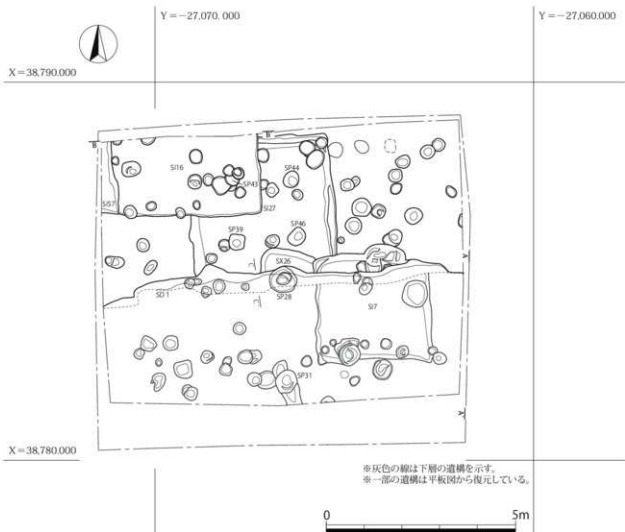 Y=-27,070.000
Y=-27,060.000
X=38,790.000
B
B'
SI16
SP44
SP43
SI57
SI27
SP46
SP39
SX26
A
SD1
SP28
SI7
SP31
A'
X=38,780.000
※灰色の線は下層の遺構を示す。
※一部の遺構は平板図から復元している。
0
5m